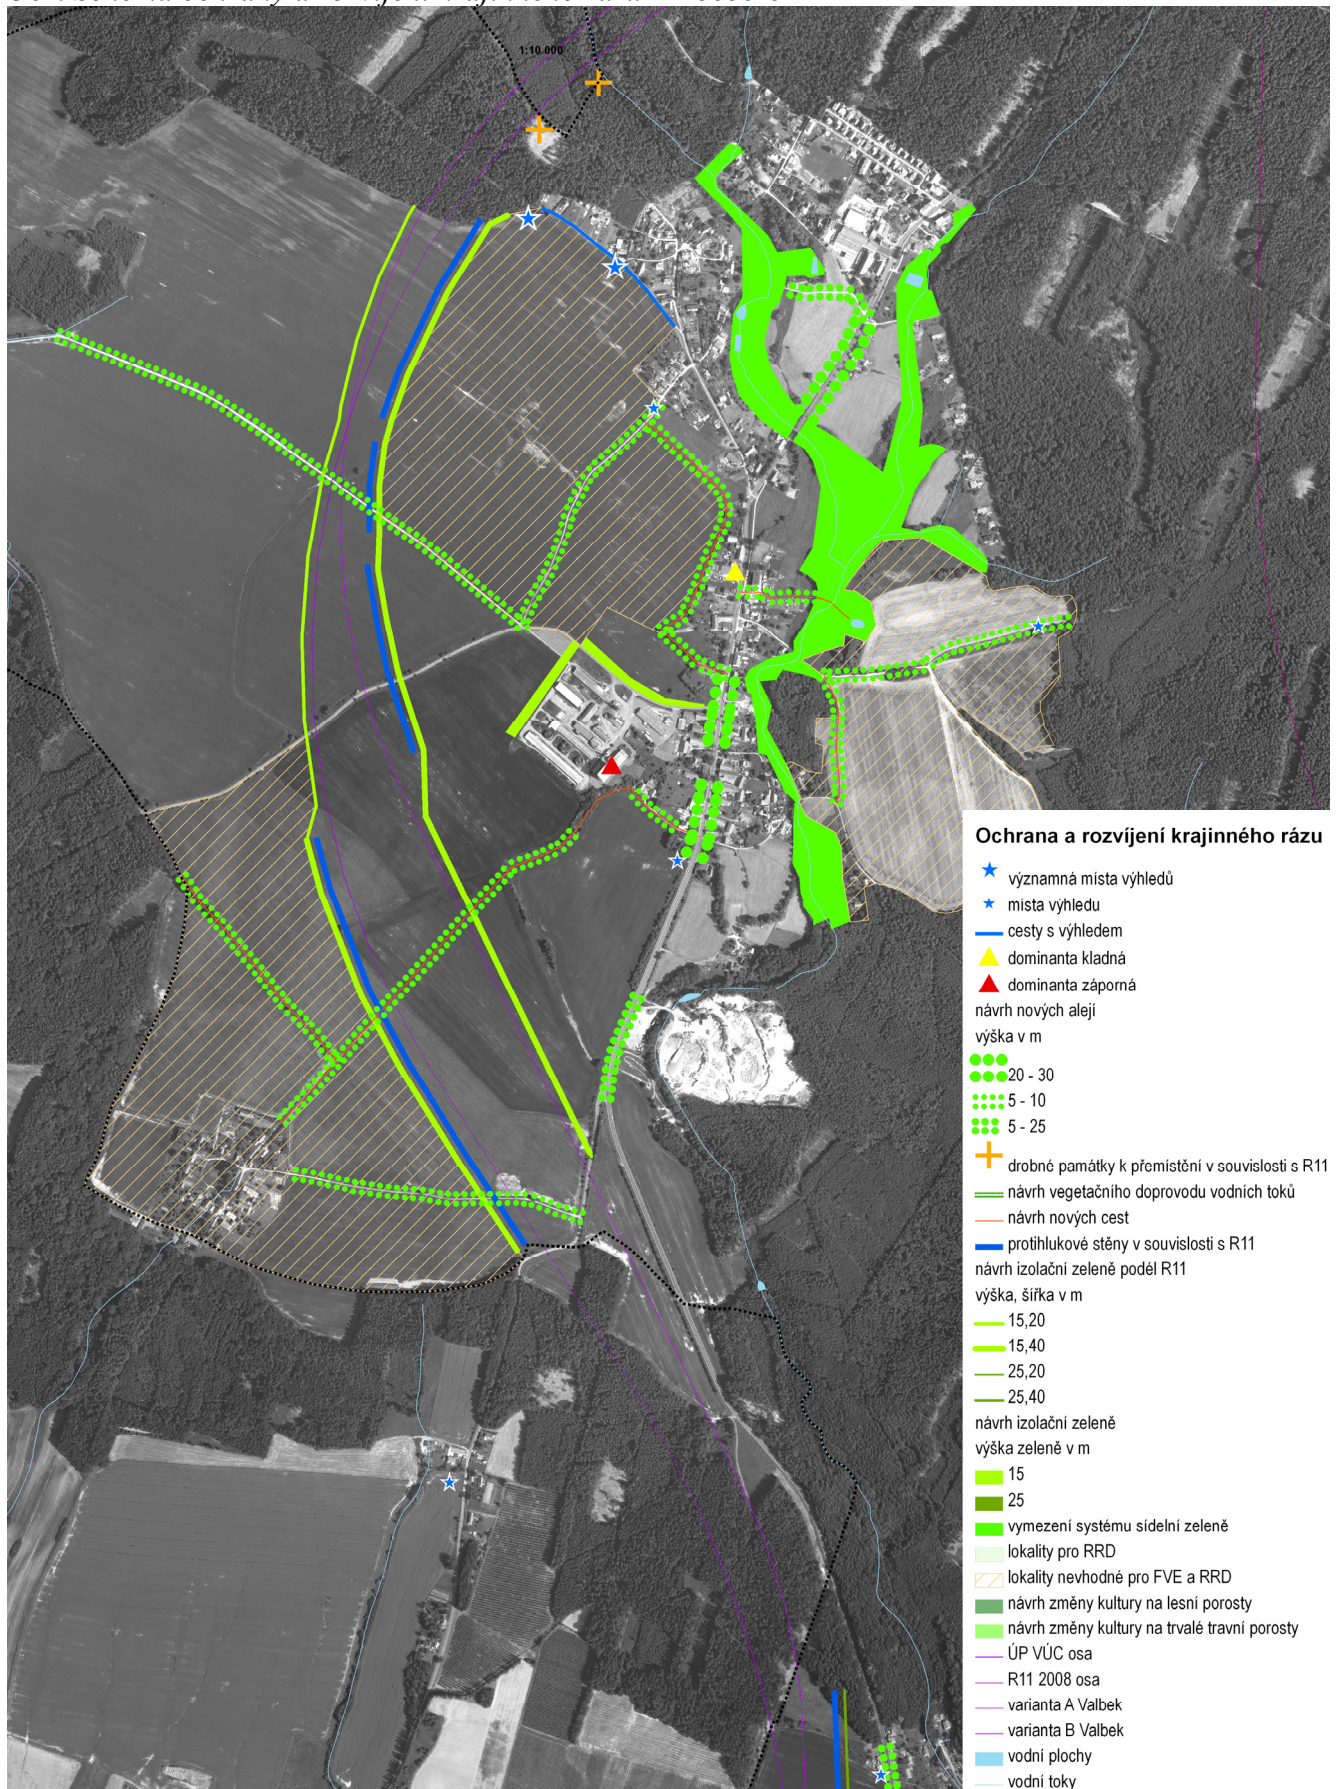 1:10 000
Ochrana a rozvíjení krajinného rázu
významná místa výhledů
místa výhledu
cesty s výhledem
dominanta kladná
dominanta záporná
návrh nových alejí
výška v m
20 - 30
5 - 10
5 - 25
drobné památky k přemístění v souvislosti s R11
návrh vegetačního doprovodu vodních toků
návrh nových cest
protihlukové stěny v souvislosti s R11
návrh izolační zeleně podél R11
výška, šířka v m
15,20
15,40
25,20
25,40
návrh izolační zeleně
výška zeleně v m
15
25
vymezení systému sídelní zeleně
lokality pro RRD
lokality nevhodné pro FVE a RRD
návrh změny kultury na lesní porosty
návrh změny kultury na trvalé travní porosty
ÚP VÚC osa
R11 2008 osa
varianta A Valbek
varianta B Valbek
vodní plochy
vodní toky